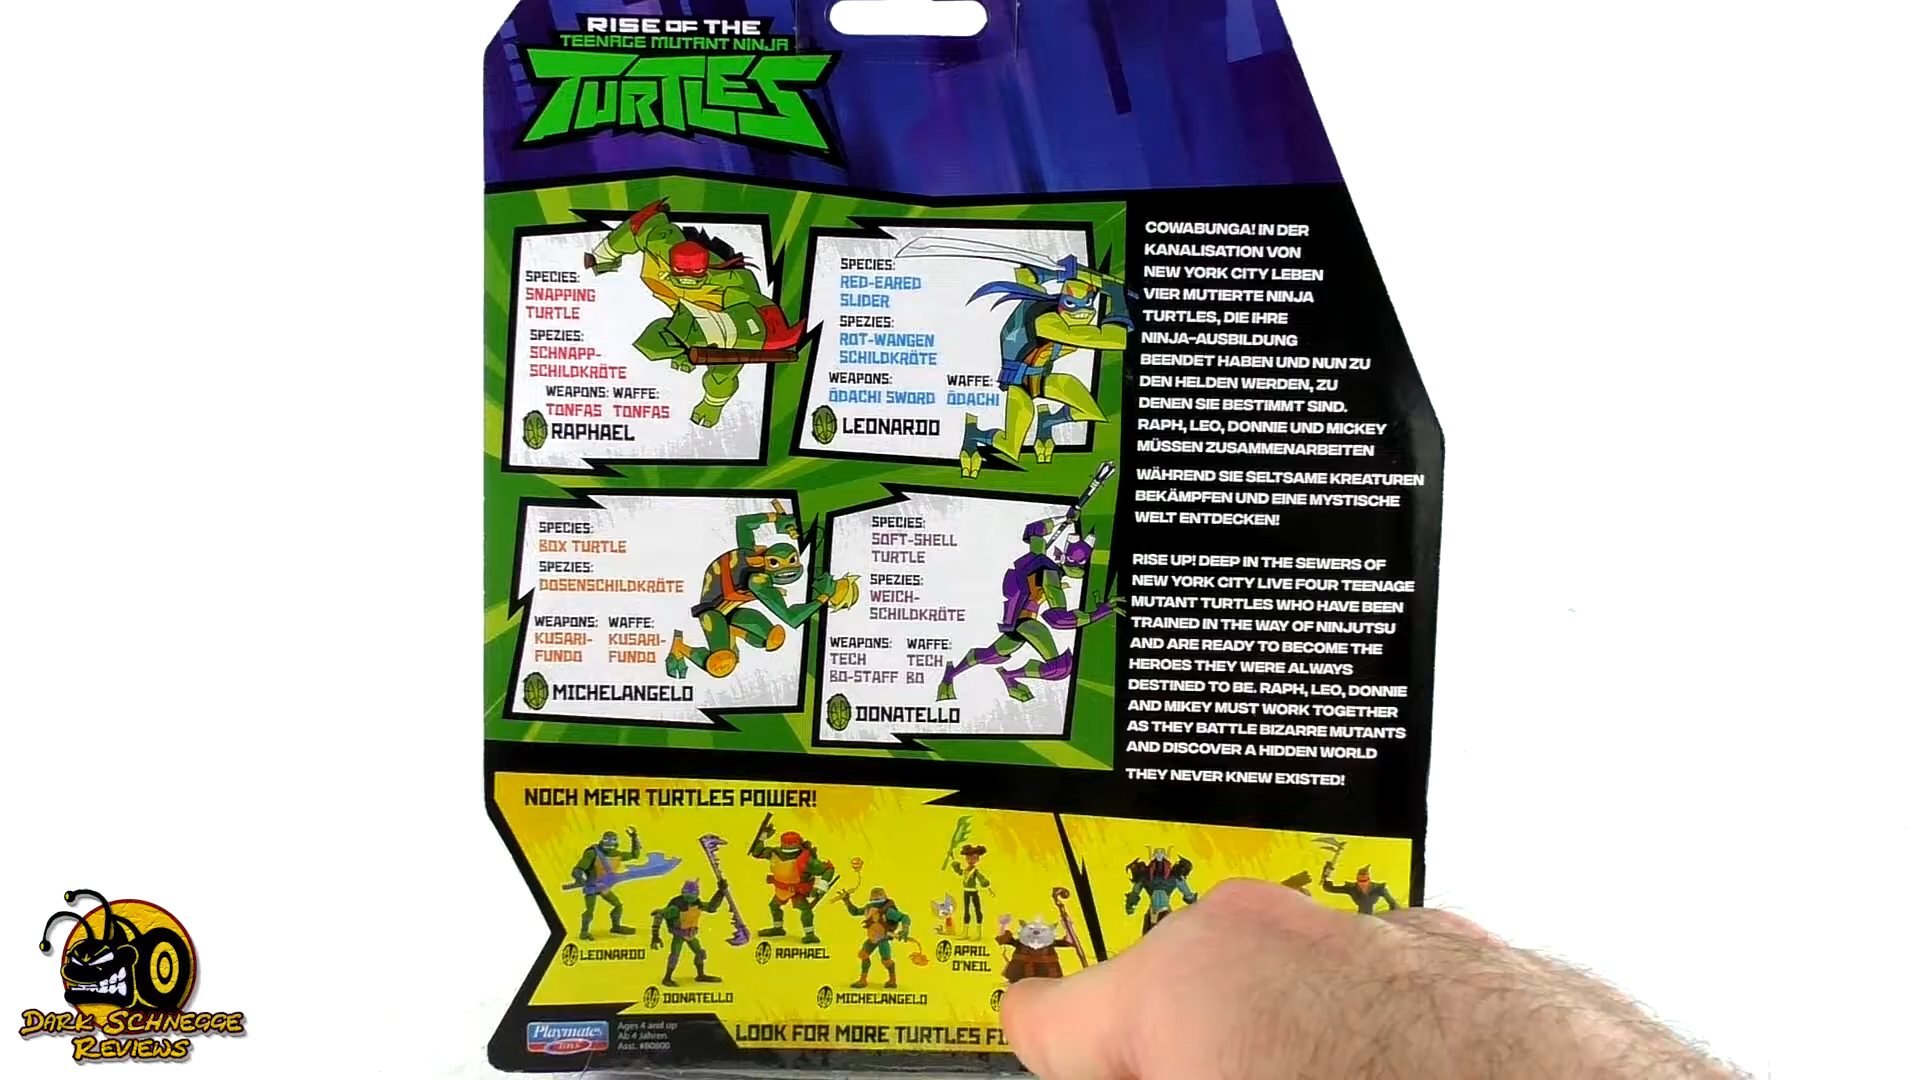 RISE OF THE
TEENAGE MUTANT NINJA
TURTLES
SPECIES:
SNAPPING
TURTLE
SPEZIES:
SCHNAPP-
SCHILDKRÖTE
WEAPONS: WAFFE:
TONFAS TONFAS
RAPHAEL
SPECIES:
RED-EARED
SLIDER
SPEZIES:
ROT-WANGEN
SCHILDKRÖTE
WEAPONS: WAFFE:
ŌDACHI SWORD ŌDACHI
LEONARDO
SPECIES:
BOX TURTLE
SPEZIES:
DOSENSCHILDKRÖTE
WEAPONS: WAFFE:
KUSARI- KUSARI-
FUNDO FUNDO
MICHELANGELO
SPECIES:
SOFT-SHELL
TURTLE
SPEZIES:
WEICH-
SCHILDKRÖTE
WEAPONS: WAFFE:
TECH TECH
BO-STAFF BO
DONATELLO
COWABUNGA! IN DER
KANALISATION VON
NEW YORK CITY LEBEN
VIER MUTIERTE NINJA
TURTLES, DIE IHRE
NINJA-AUSBILDUNG
BEENDET HABEN UND NUN ZU
DEN HELDEN WERDEN, ZU
DENEN SIE BESTIMMT SIND.
RAPH, LEO, DONNIE UND MICKEY
MÜSSEN ZUSAMMENARBEITEN
WÄHREND SIE SELTSAME KREATUREN
BEKÄMPFEN UND EINE MYSTISCHE
WELT ENTDECKEN!
RISE UP! DEEP IN THE SEWERS OF
NEW YORK CITY LIVE FOUR TEENAGE
MUTANT TURTLES WHO HAVE BEEN
TRAINED IN THE WAY OF NINJUTSU
AND ARE READY TO BECOME THE
HEROES THEY WERE ALWAYS
DESTINED TO BE. RAPH, LEO, DONNIE
AND MIKEY MUST WORK TOGETHER
AS THEY BATTLE BIZARRE MUTANTS
AND DISCOVER A HIDDEN WORLD
THEY NEVER KNEW EXISTED!
NOCH MEHR TURTLES POWER!
LEONARDO
DONATELLO
RAPHAEL
MICHELANGELO
APRIL
O'NEIL
Playmates
Toys
Ages 4 and up
Ab 4 Jahren.
Asst. #80800
LOOK FOR MORE TURTLES FI
DARK SCHNEGGE
REVIEWS